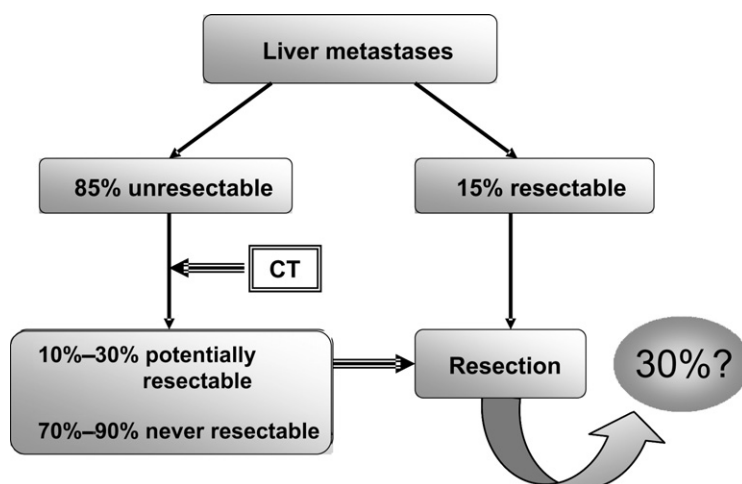 Liver metastases
85% unresectable
15% resectable
CT
10%–30% potentially
resectable
70%–90% never resectable
Resection
30%?